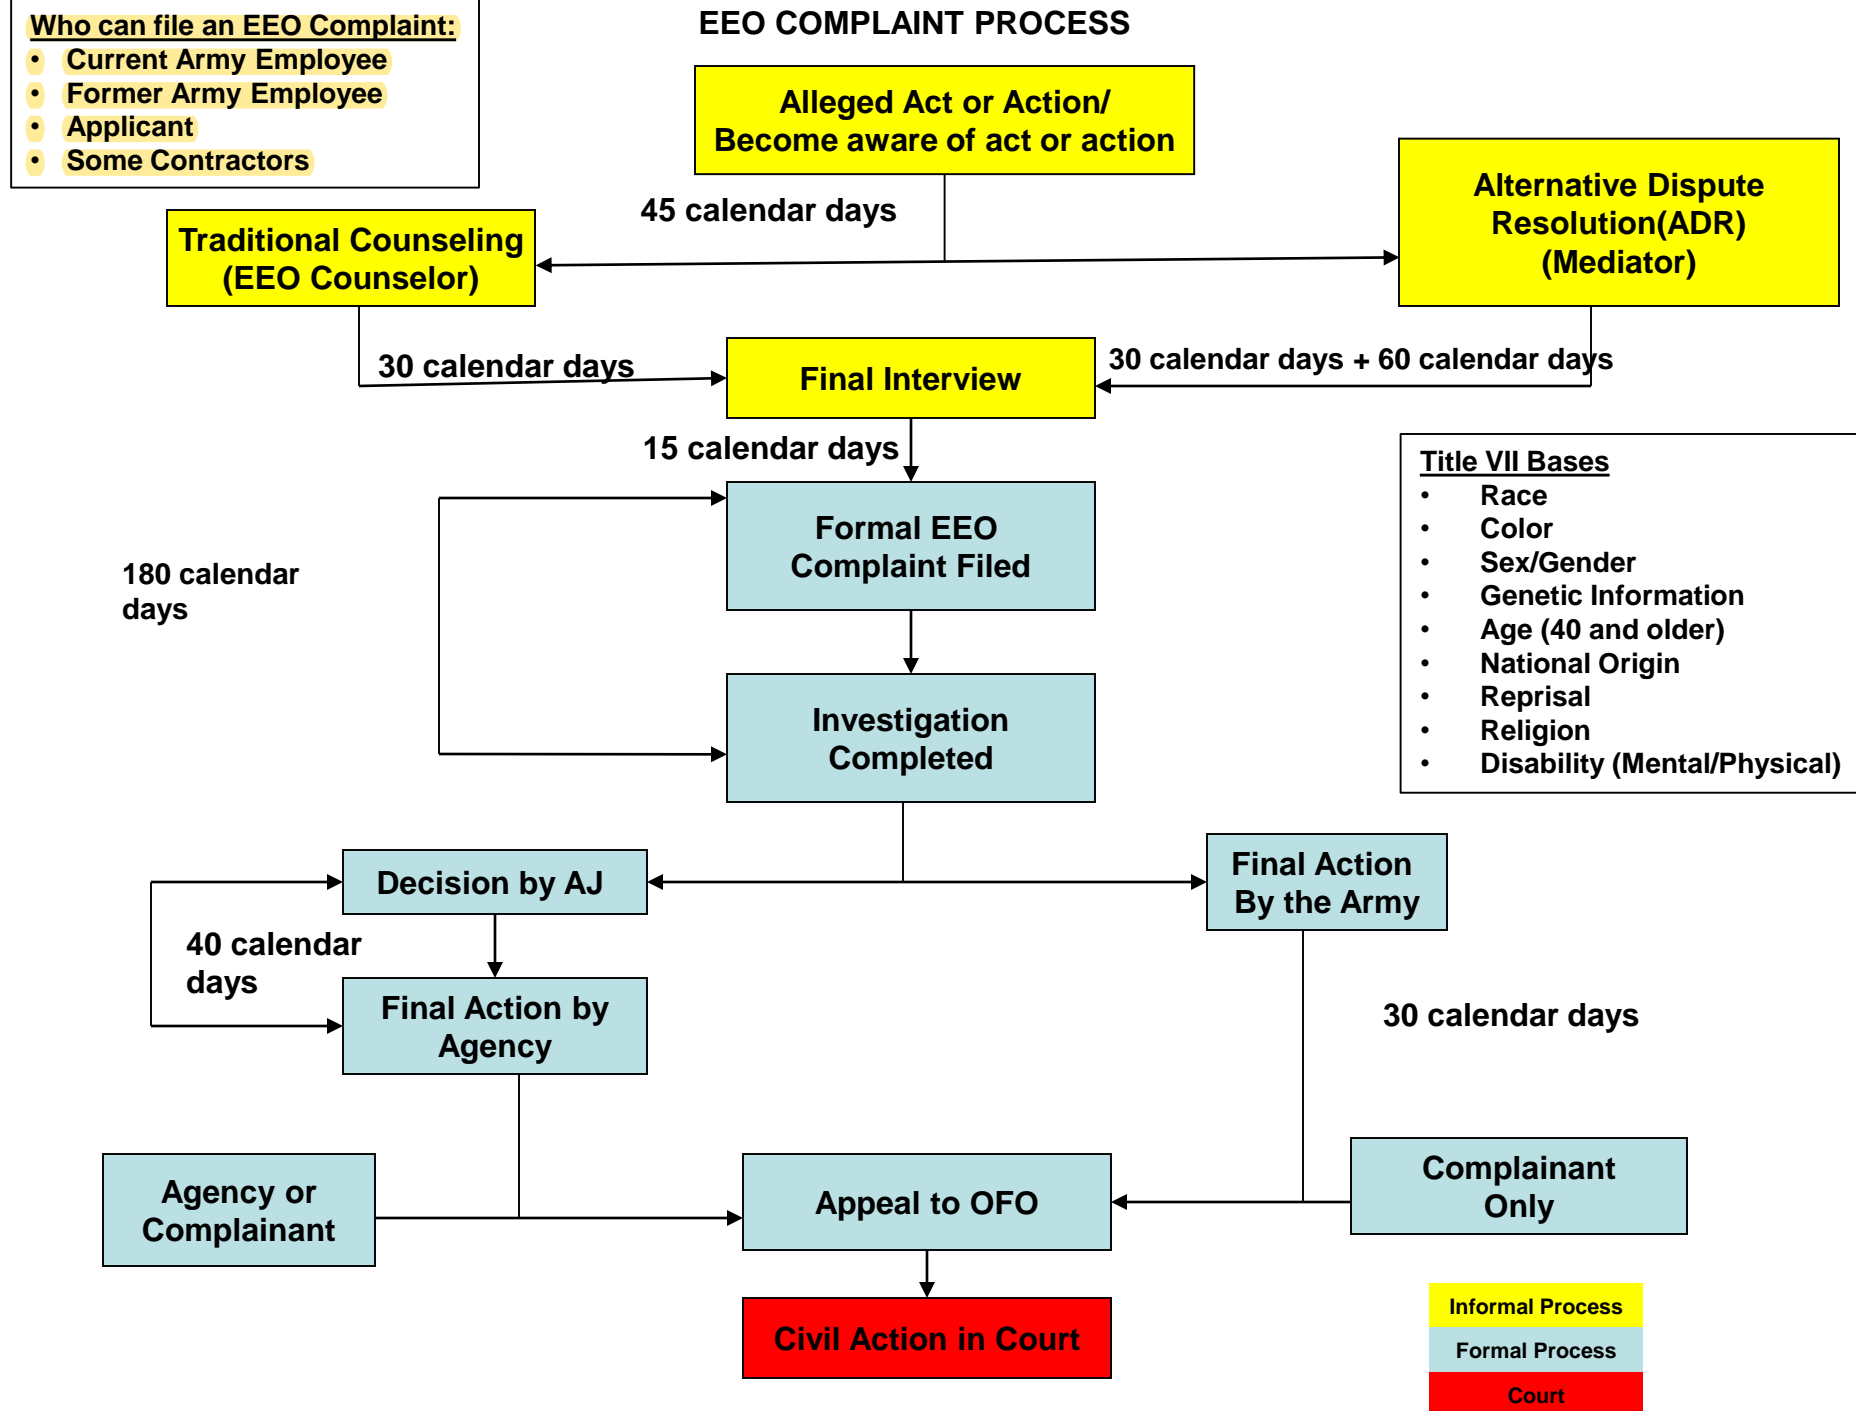 Who can file an EEO Complaint:
• Current Army Employee
• Former Army Employee
• Applicant
• Some Contractors
EEO COMPLAINT PROCESS
Alleged Act or Action/
Become aware of act or action
45 calendar days
Traditional Counseling
(EEO Counselor)
Alternative Dispute
Resolution(ADR)
(Mediator)
30 calendar days
Final Interview
30 calendar days + 60 calendar days
15 calendar days
Formal EEO
Complaint Filed
180 calendar
days
Investigation
Completed
Title VII Bases
• Race
• Color
• Sex/Gender
• Genetic Information
• Age (40 and older)
• National Origin
• Reprisal
• Religion
• Disability (Mental/Physical)
Decision by AJ
Final Action
By the Army
40 calendar
days
Final Action by
Agency
30 calendar days
Agency or
Complainant
Appeal to OFO
Complainant
Only
Civil Action in Court
Informal Process
Formal Process
Court